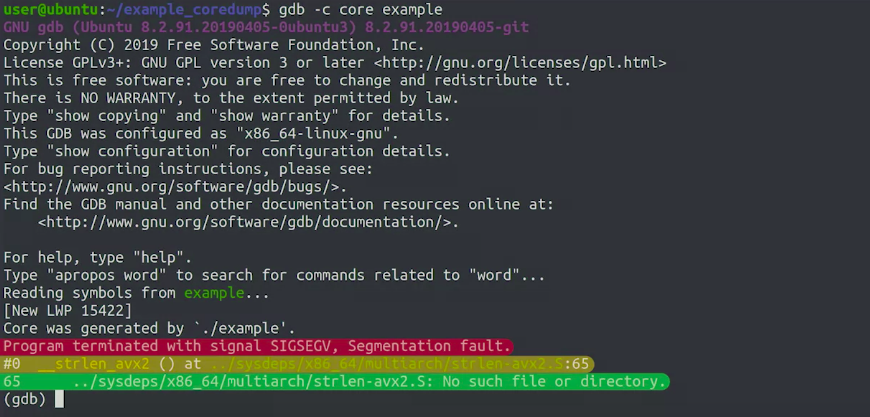 user@ubuntu:~/example_coredump$ gdb -c core example
GNU gdb (Ubuntu 8.2.91.20190405-0ubuntu3) 8.2.91.20190405-git
Copyright (C) 2019 Free Software Foundation, Inc.
License GPLv3+: GNU GPL version 3 or later <http://gnu.org/licenses/gpl.html>
This is free software: you are free to change and redistribute it.
There is NO WARRANTY, to the extent permitted by law.
Type "show copying" and "show warranty" for details.
This GDB was configured as "x86_64-linux-gnu".
Type "show configuration" for configuration details.
For bug reporting instructions, please see:
<http://www.gnu.org/software/gdb/bugs/>.
Find the GDB manual and other documentation resources online at:
    <http://www.gnu.org/software/gdb/documentation/>.

For help, type "help".
Type "apropos word" to search for commands related to "word"...
Reading symbols from example...
[New LWP 15422]
Core was generated by `./example'.
Program terminated with signal SIGSEGV, Segmentation fault.
#0  __strlen_avx2 () at ../sysdeps/x86_64/multiarch/strlen-avx2.S:65
65      ../sysdeps/x86_64/multiarch/strlen-avx2.S: No such file or directory.
(gdb)